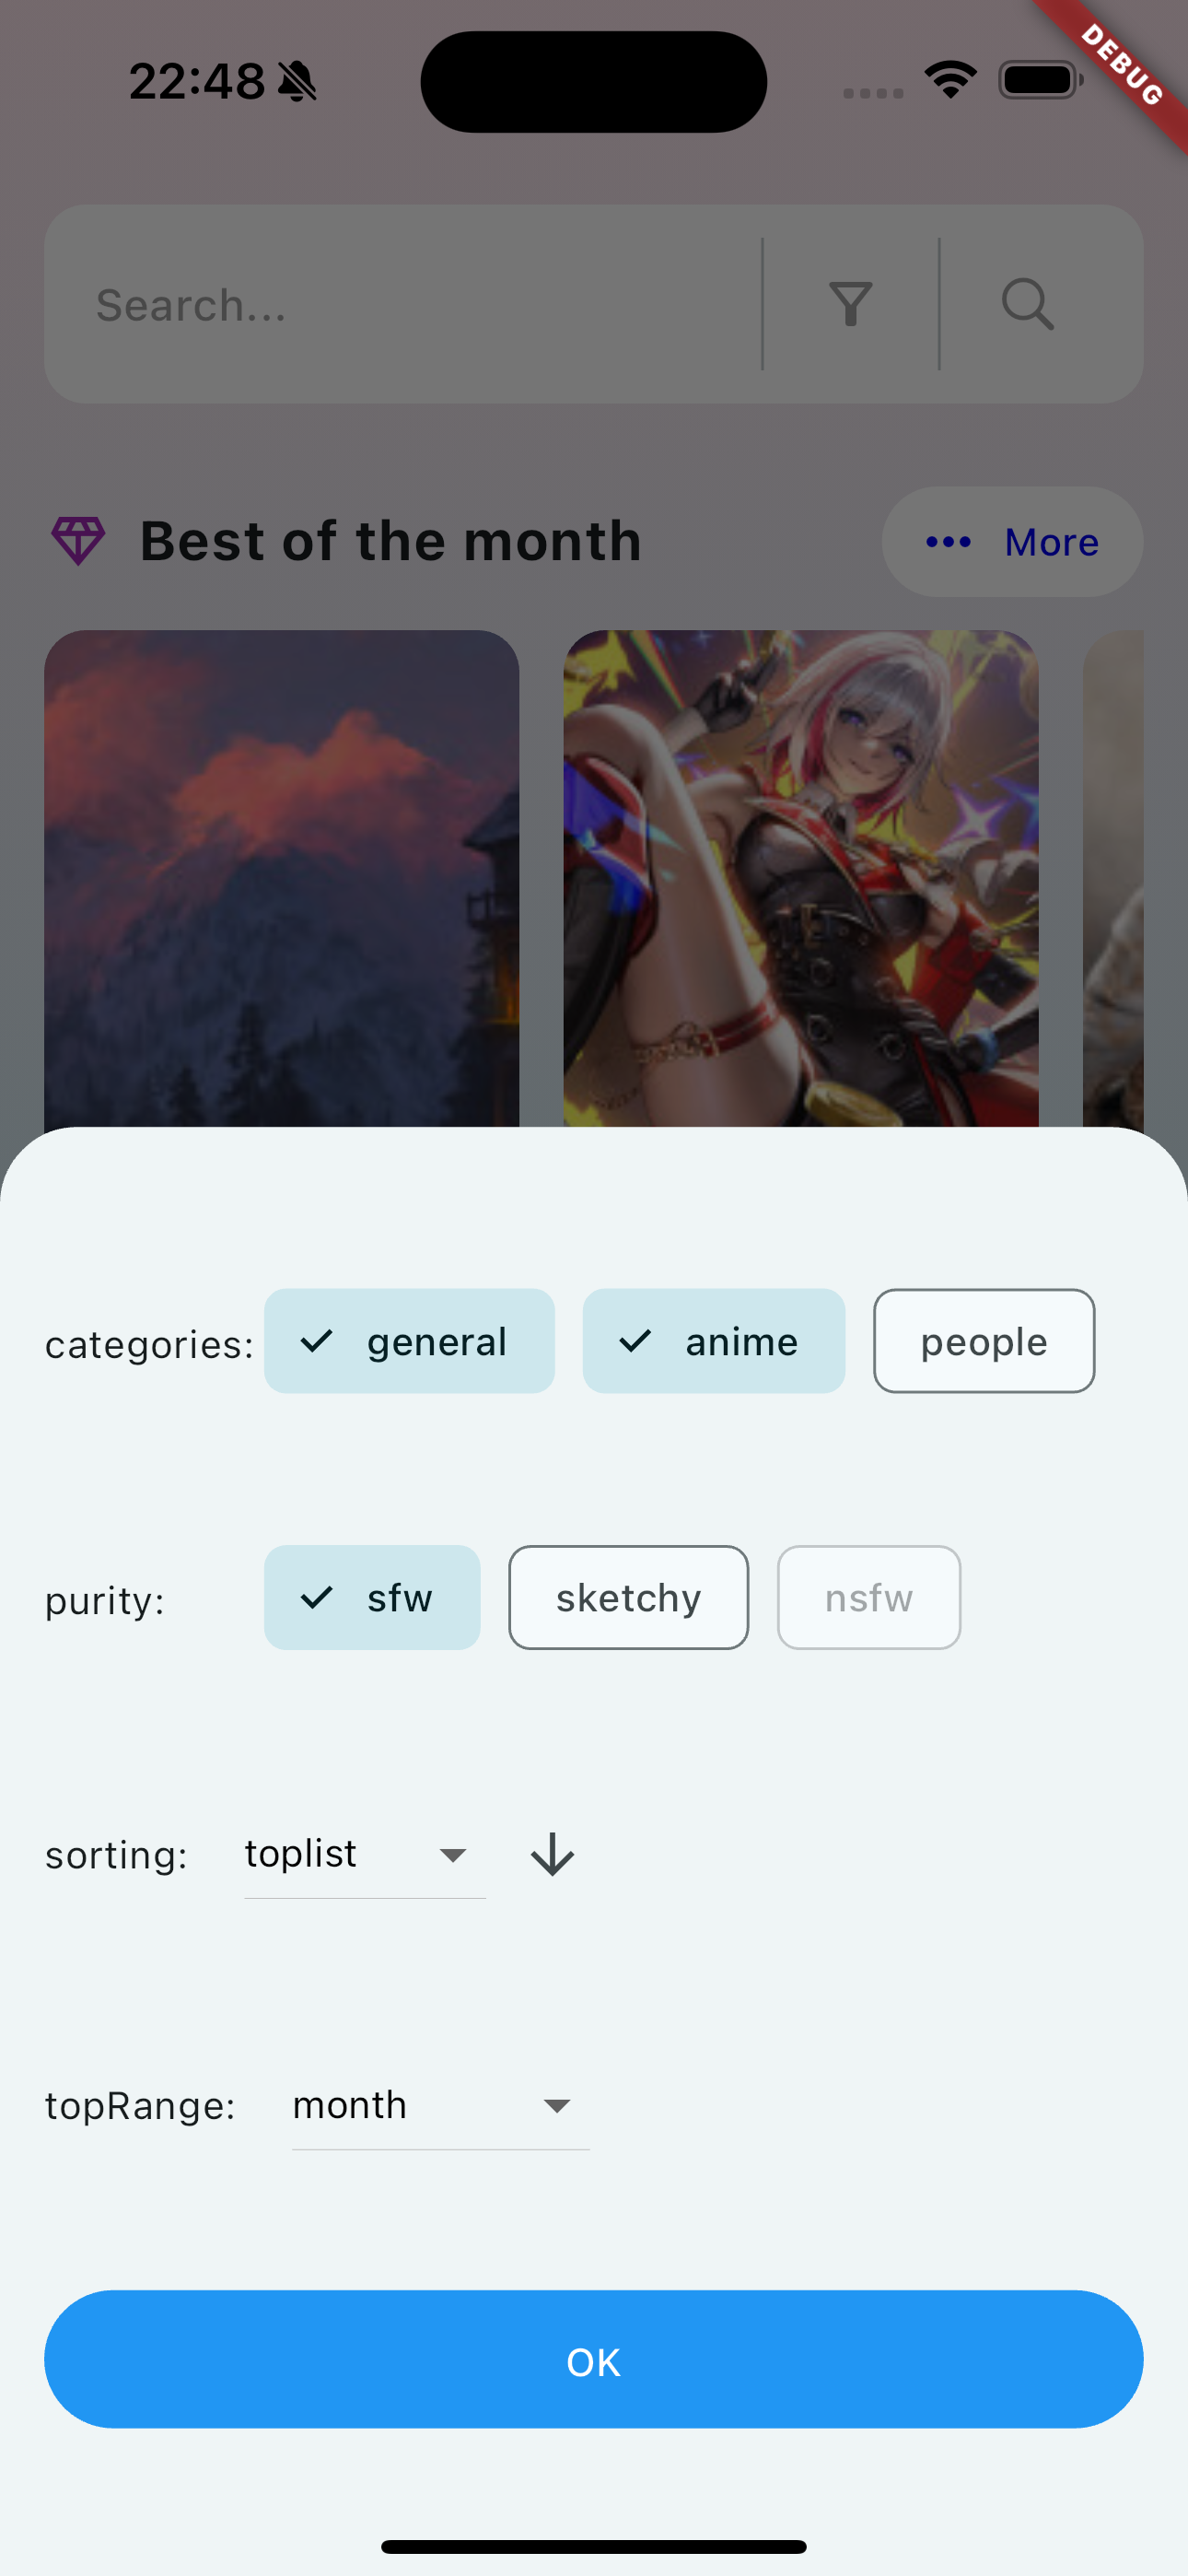 22:48
DEBUG
Search...
Best of the month
More
categories: general anime people
purity: sfw sketchy nsfw
sorting: toplist
topRange: month
OK